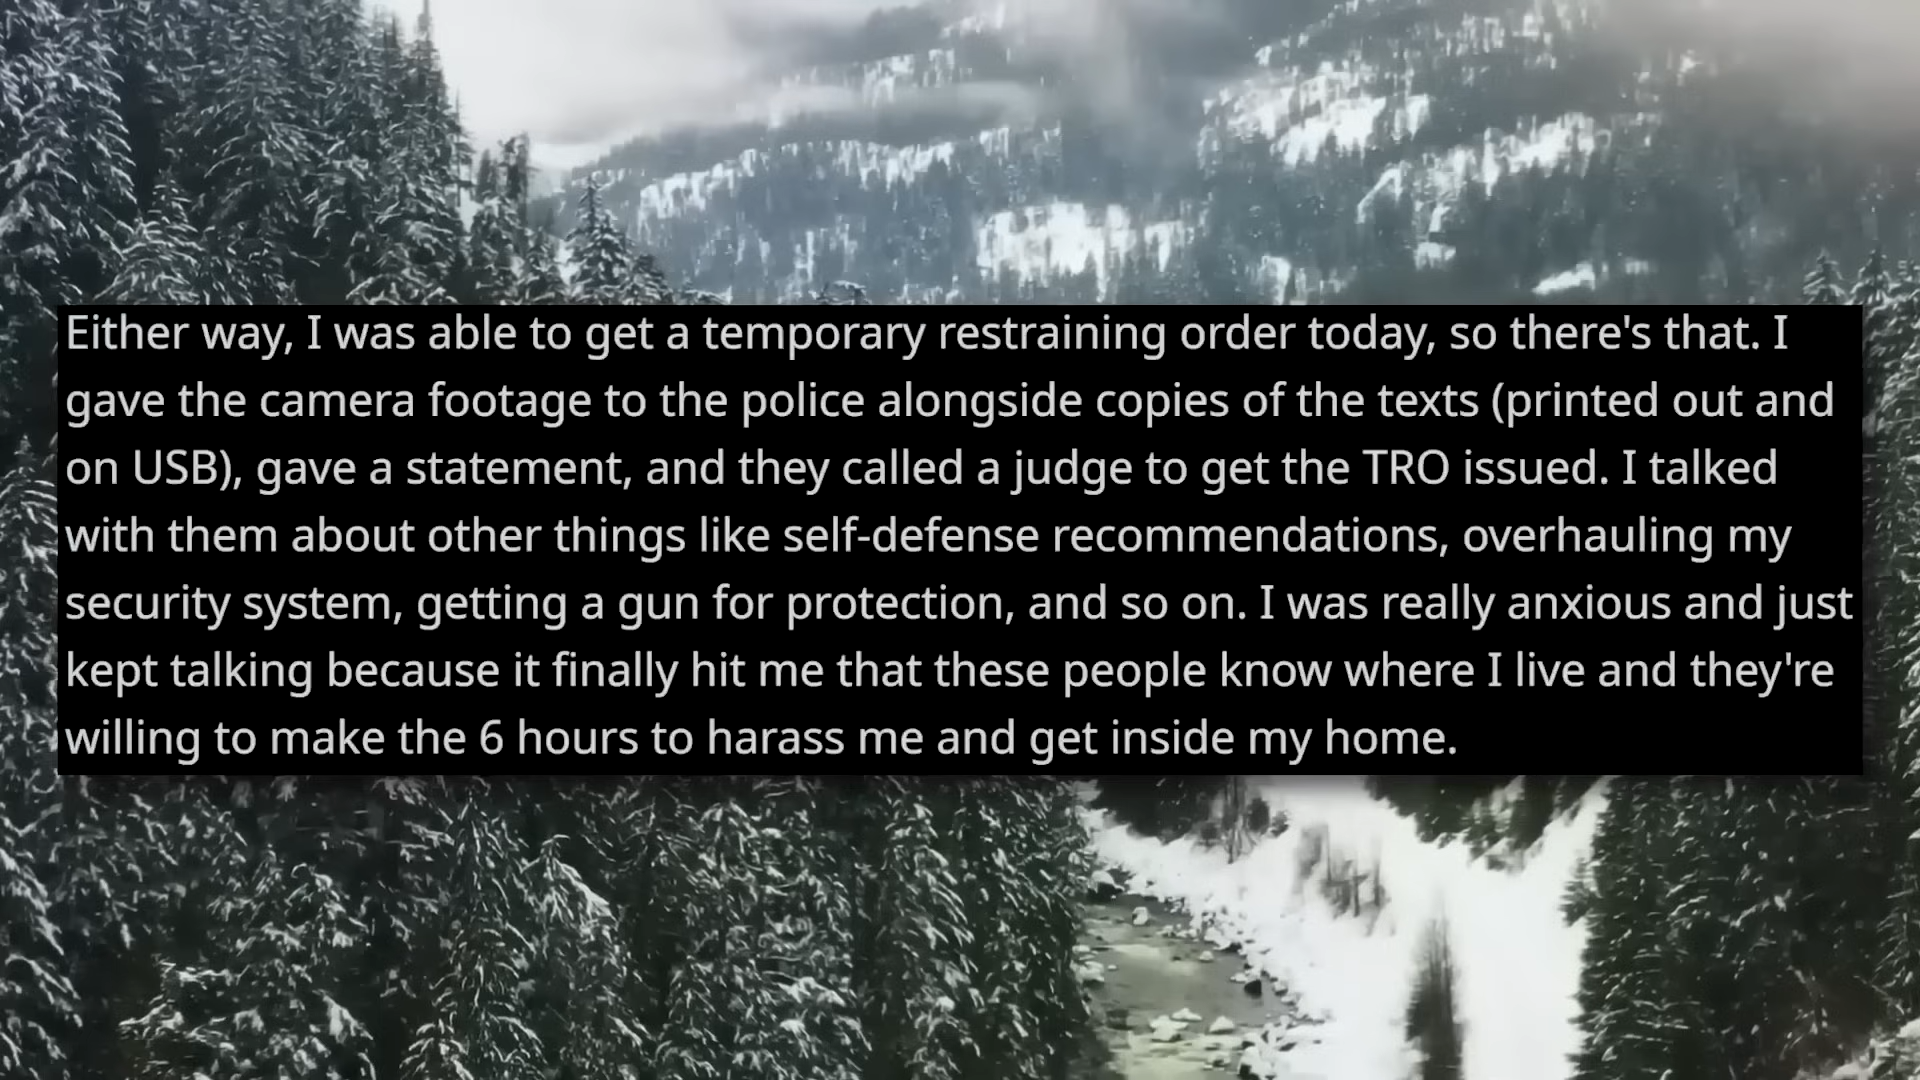 Either way, I was able to get a temporary restraining order today, so there's that. I
gave the camera footage to the police alongside copies of the texts (printed out and
on USB), gave a statement, and they called a judge to get the TRO issued. I talked
with them about other things like self-defense recommendations, overhauling my
security system, getting a gun for protection, and so on. I was really anxious and just
kept talking because it finally hit me that these people know where I live and they're
willing to make the 6 hours to harass me and get inside my home.